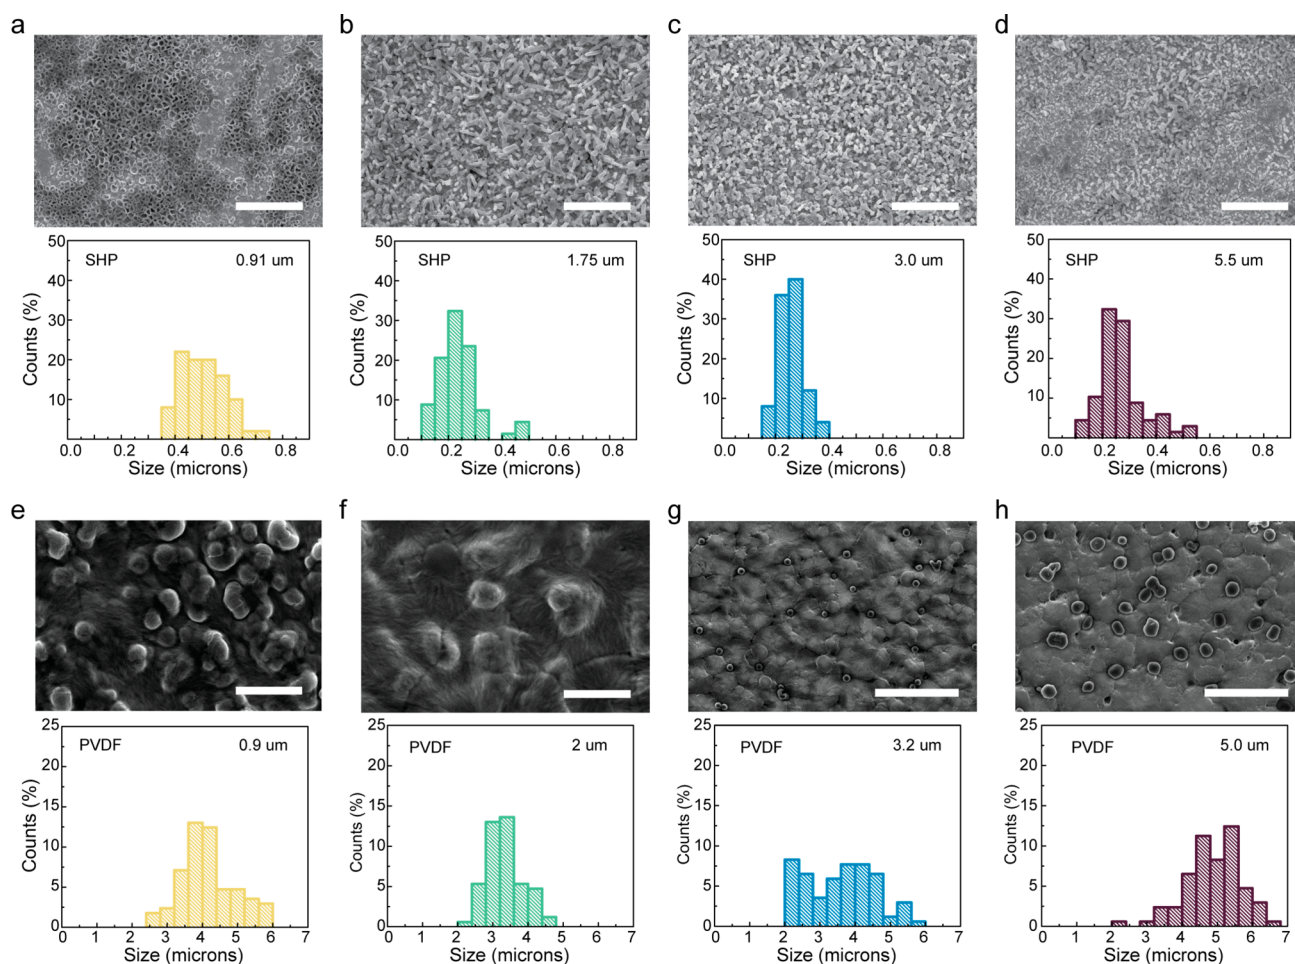 a
b
c
d
50
40
30
20
10
Counts (%)
SHP 0.91 um
0.0 0.2 0.4 0.6 0.8
Size (microns)
50
40
30
20
10
Counts (%)
SHP 1.75 um
0.0 0.2 0.4 0.6 0.8
Size (microns)
50
40
30
20
10
Counts (%)
SHP 3.0 um
0.0 0.2 0.4 0.6 0.8
Size (microns)
50
40
30
20
10
Counts (%)
SHP 5.5 um
0.0 0.2 0.4 0.6 0.8
Size (microns)
e
f
g
h
25
20
15
10
5
0
Counts (%)
PVDF 0.9 um
0 1 2 3 4 5 6 7
Size (microns)
25
20
15
10
5
0
Counts (%)
PVDF 2 um
0 1 2 3 4 5 6 7
Size (microns)
25
20
15
10
5
0
Counts (%)
PVDF 3.2 um
0 1 2 3 4 5 6 7
Size (microns)
25
20
15
10
5
0
Counts (%)
PVDF 5.0 um
0 1 2 3 4 5 6 7
Size (microns)